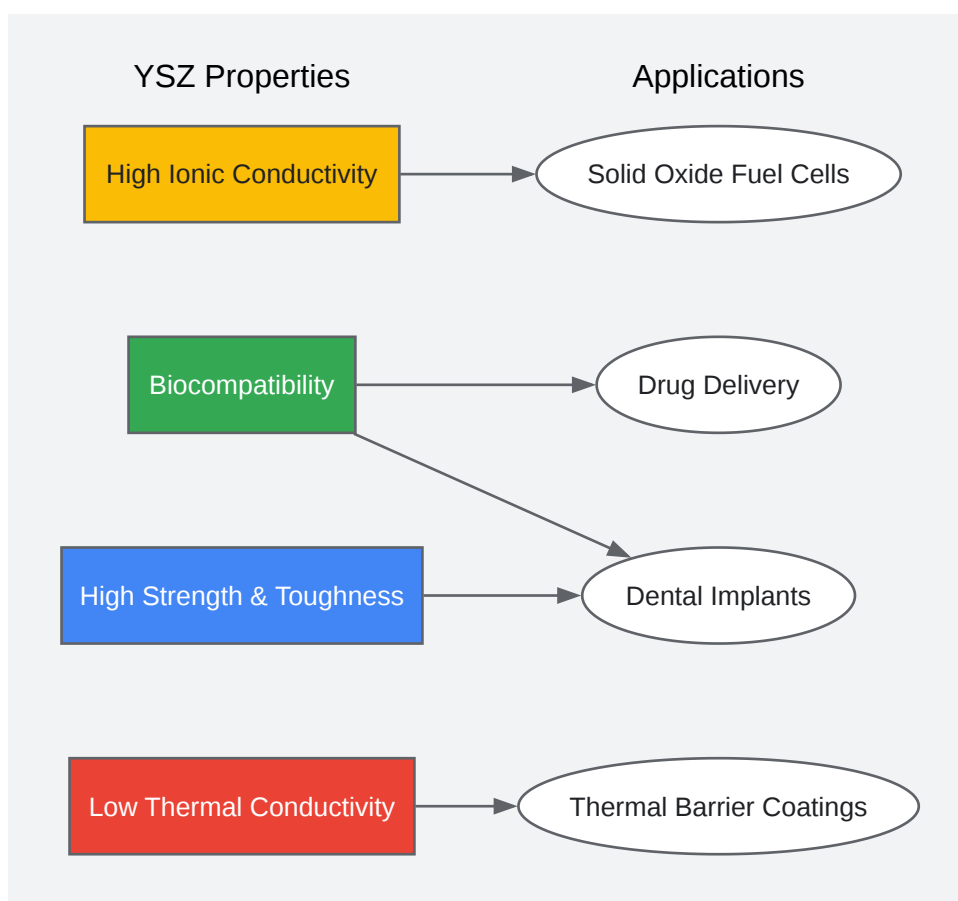 YSZ Properties
Applications
High Ionic Conductivity
Solid Oxide Fuel Cells
Biocompatibility
Drug Delivery
High Strength & Toughness
Dental Implants
Low Thermal Conductivity
Thermal Barrier Coatings